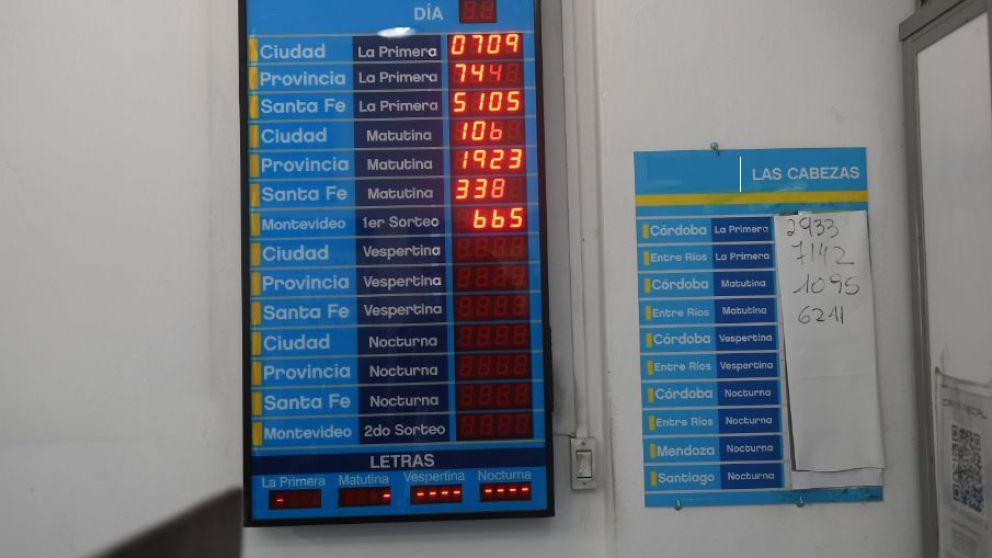 DÍA
Ciudad La Primera 0709
Provincia La Primera 744
Santa Fe La Primera 5105
Ciudad Matutina 106
Provincia Matutina 1923
Santa Fe Matutina 338
Montevideo 1er Sorteo 665
Ciudad Vespertina
Provincia Vespertina
Santa Fe Vespertina
Ciudad Nocturna
Provincia Nocturna
Santa Fe Nocturna
Montevideo 2do Sorteo
LETRAS
La Primera Matutina Vespertina Nocturna
- - ---- ----
LAS CABEZAS
Córdoba La Primera 2933
Entre Ríos La Primera 7142
Córdoba Matutina 1095
Entre Ríos Matutina 6241
Córdoba Vespertina
Entre Ríos Vespertina
Córdoba Nocturna
Entre Ríos Nocturna
Mendoza Nocturna
Santiago Nocturna